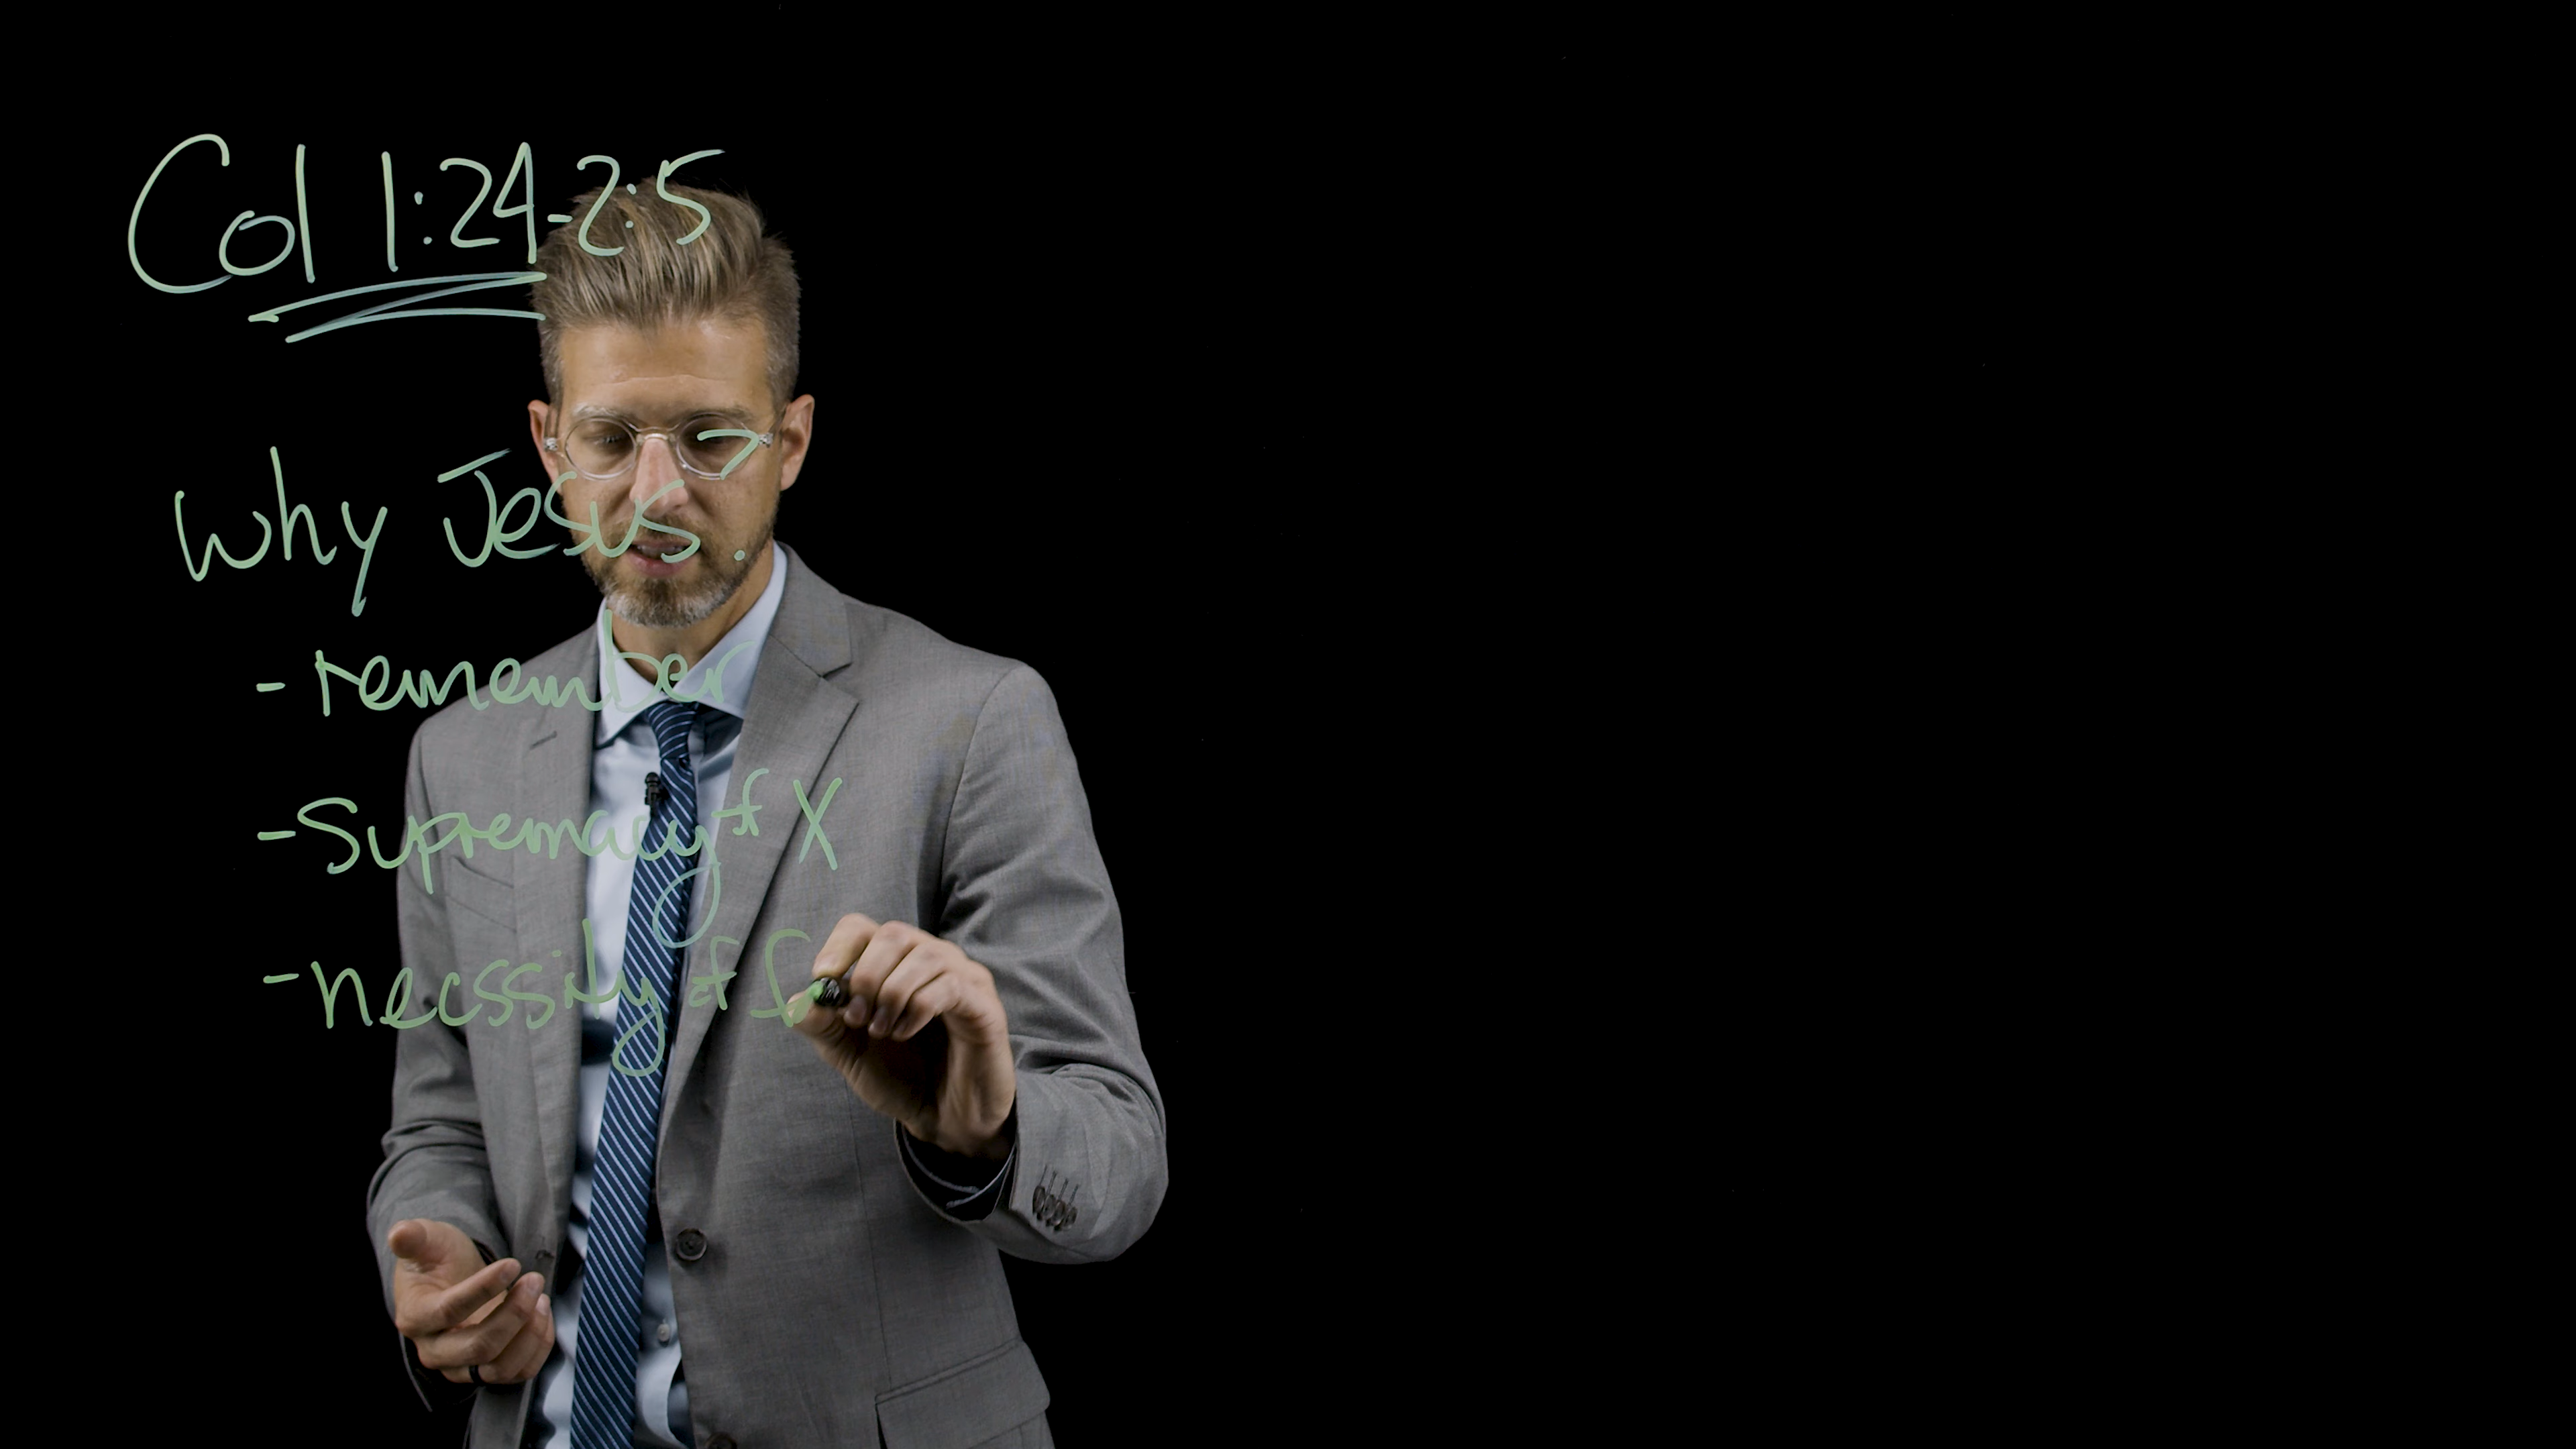 Col 1:24-2:5
Why Jesus?
- remember
- Supremacy of X
- necssity of